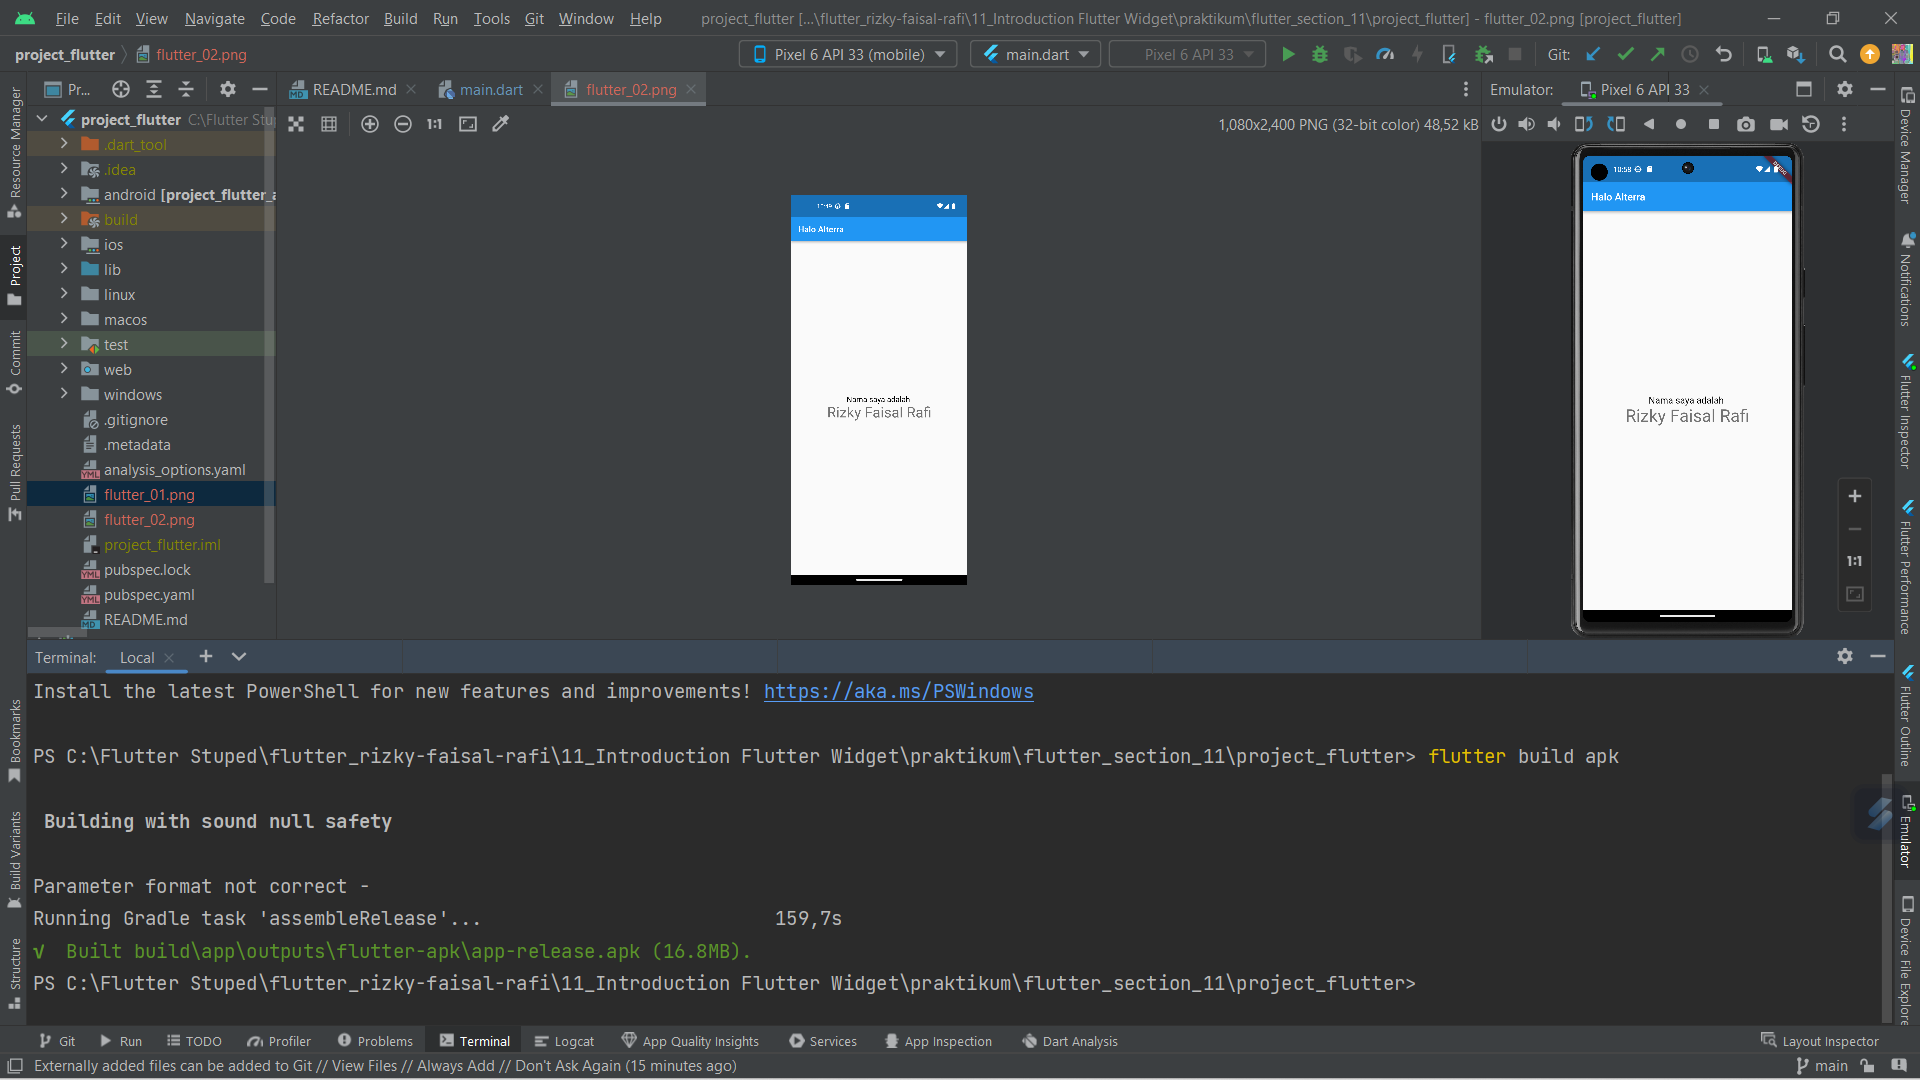 File Edit View Navigate Code Refactor Build Run Tools Git Window Help project_flutter [...\flutter_rizky-faisal-rafi\11_Introduction Flutter Widget\praktikum\flutter_section_11\project_flutter] - flutter_02.png [project_flutter]
project_flutter flutter_02.png Pixel 6 API 33 (mobile) main.dart Pixel 6 API 33 Git:
Pr... README.md main.dart flutter_02.png Emulator: Pixel 6 API 33
project_flutter C:\Flutter Stu
1:1 1,080x2,400 PNG (32-bit color) 48,52 kB
.dart_tool
.idea
android [project_flutter_a
build
ios
lib
linux
macos
test
web
windows
.gitignore
.metadata
analysis_options.yaml
flutter_01.png
flutter_02.png
project_flutter.iml
pubspec.lock
pubspec.yaml
README.md
Halo Alterra
Nama saya adalah
Rizky Faisal Rafi
10:58
Halo Alterra
Nama saya adalah
Rizky Faisal Rafi
1:1
Resource Manager
Project
Commit
Pull Requests
Bookmarks
Build Variants
Structure
Device Manager
Notifications
Flutter Inspector
Flutter Performance
Flutter Outline
Emulator
Device File Explore
Terminal: Local
Install the latest PowerShell for new features and improvements! https://aka.ms/PSWindows
PS C:\Flutter Stuped\flutter_rizky-faisal-rafi\11_Introduction Flutter Widget\praktikum\flutter_section_11\project_flutter> flutter build apk
Building with sound null safety
Parameter format not correct -
Running Gradle task 'assembleRelease'... 159,7s
√ Built build\app\outputs\flutter-apk\app-release.apk (16.8MB).
PS C:\Flutter Stuped\flutter_rizky-faisal-rafi\11_Introduction Flutter Widget\praktikum\flutter_section_11\project_flutter>
Git Run TODO Profiler Problems Terminal Logcat App Quality Insights Services App Inspection Dart Analysis Layout Inspector
Externally added files can be added to Git // View Files // Always Add // Don't Ask Again (15 minutes ago) main